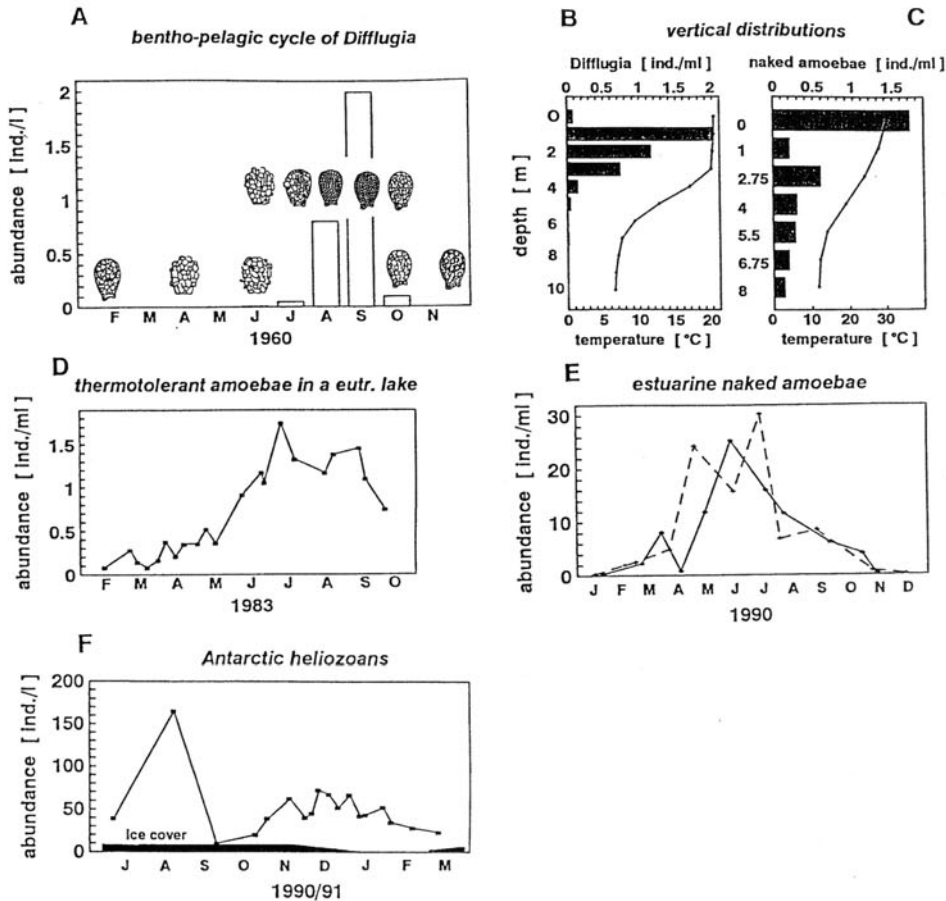 A
bentho-pelagic cycle of Difflugia
abundance [ind./ml]
2
1.5
1
0.5
0
F M A M J J A S O N
1960
B C
vertical distributions
Difflugia [ ind./ml]
0 0.5 1 1.5 2
depth [ m ]
O
2
4
6
8
10
0 5 10 15 20
temperature [ °C ]
naked amoebae [ ind./ml]
0 0.6 1.4
0
1
2.75
4
5.5
6.75
8
0 10 20 30
temperature [ °C ]
D
thermotolerant amoebae in a eutr. lake
abundance [ ind./ml]
1.5
1
0.5
0
F M A M J J A S O
1983
E
estuarine naked amoebae
abundance [ind./ml]
30
20
10
0
J F M A M J J A S O N D
1990
F
Antarctic heliozoans
abundance [ ind./l ]
200
150
100
50
0
Ice cover
J A S O N D J F M
1990/91